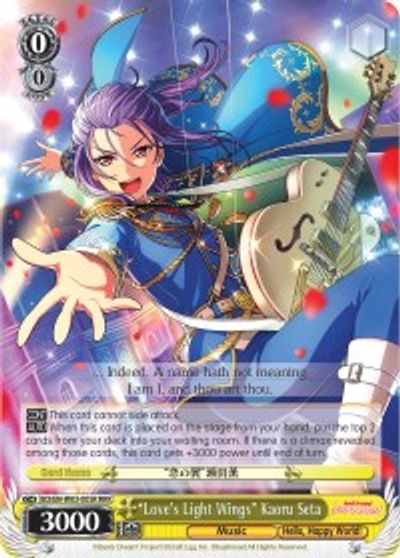 0
0
... Indeed. A name hath not meaning
I am I, and thou art thou.
This card cannot side attack.
When this card is placed on the stage from your hand, put the top 2
cards from your deck into your waiting room. If there is a climax revealed
among those cards, this card gets +3000 power until end of turn.
Card Name
3000
"Love's Light Wings" Kaoru Seta
Music
Hello, Happy World!